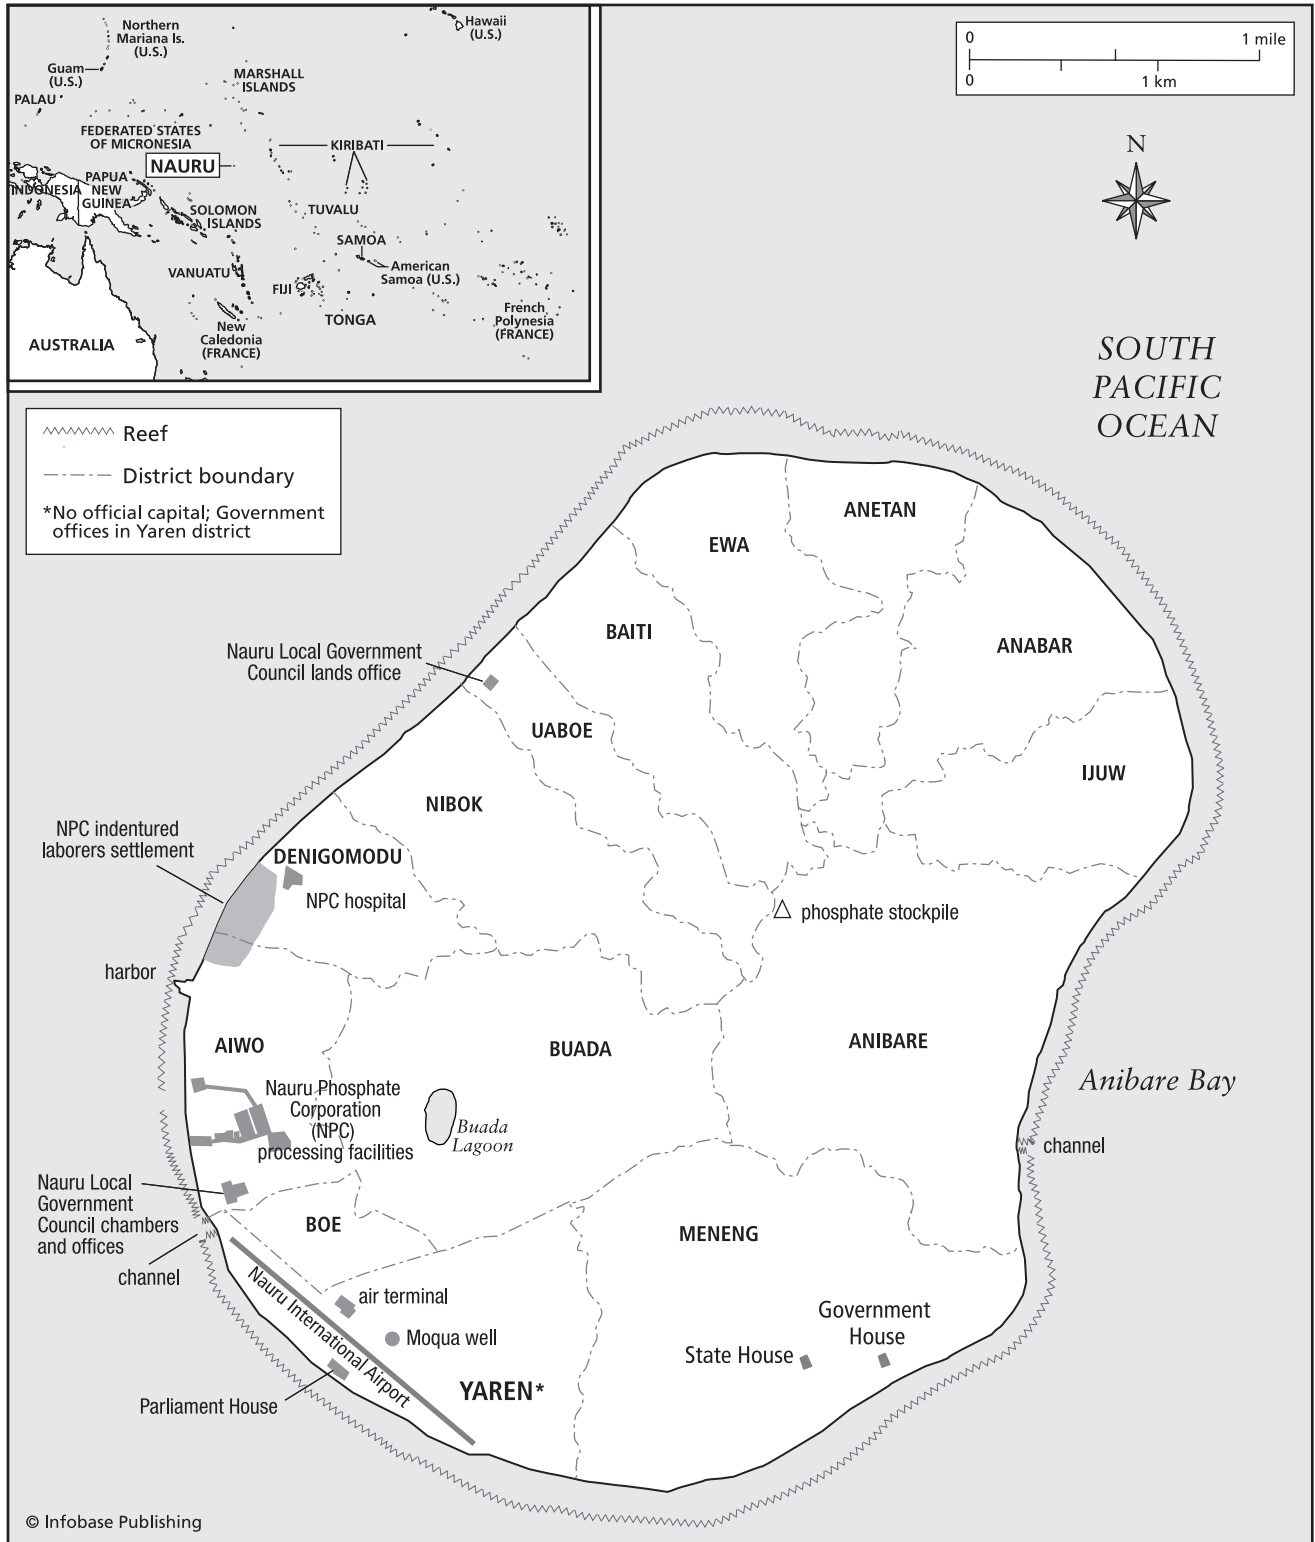 Northern
Mariana Is.
(U.S.)
Hawaii
(U.S.)
Guam
(U.S.)
PALAU
MARSHALL
ISLANDS
FEDERATED STATES
OF MICRONESIA
KIRIBATI
NAURU
INDONESIA
PAPUA
NEW
GUINEA
SOLOMON
ISLANDS
TUVALU
SAMOA
VANUATU
American
Samoa (U.S.)
FIJI
TONGA
French
Polynesia
(FRANCE)
New
Caledonia
(FRANCE)
AUSTRALIA
0 1 mile
0 1 km
N
SOUTH
PACIFIC
OCEAN
Reef
District boundary
*No official capital; Government
offices in Yaren district
ANETAN
EWA
BAITI
ANABAR
Nauru Local Government
Council lands office
UABOE
IJUW
NIBOK
NPC indentured
laborers settlement
DENIGOMODU
NPC hospital
phosphate stockpile
harbor
AIWO
BUADA
ANIBARE
Anibare Bay
Nauru Phosphate
Corporation
(NPC)
processing facilities
Buada
Lagoon
channel
Nauru Local
Government
Council chambers
and offices
BOE
MENENG
channel
Nauru International Airport
air terminal
Moqua well
Government
House
State House
YAREN*
Parliament House
© Infobase Publishing